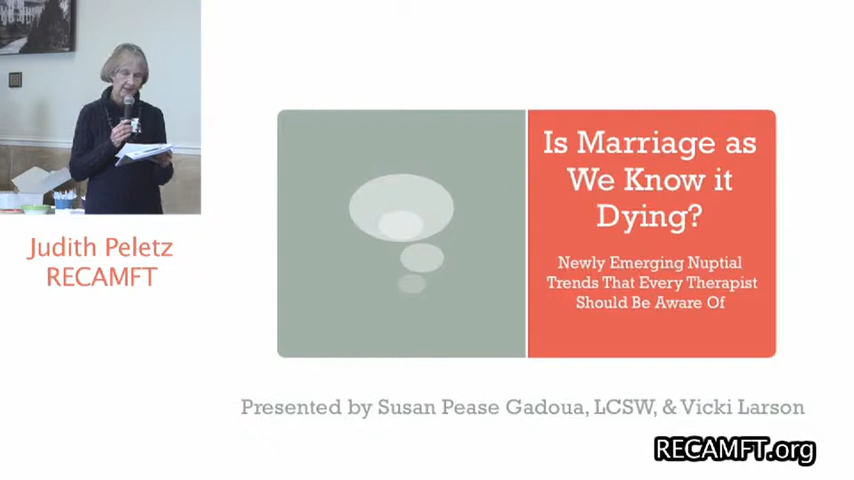 Judith Peletz
RECAMFT
Is Marriage as
We Know it
Dying?
Newly Emerging Nuptial
Trends That Every Therapist
Should Be Aware Of
Presented by Susan Pease Gadoua, LCSW, & Vicki Larson
RECAMFT.org